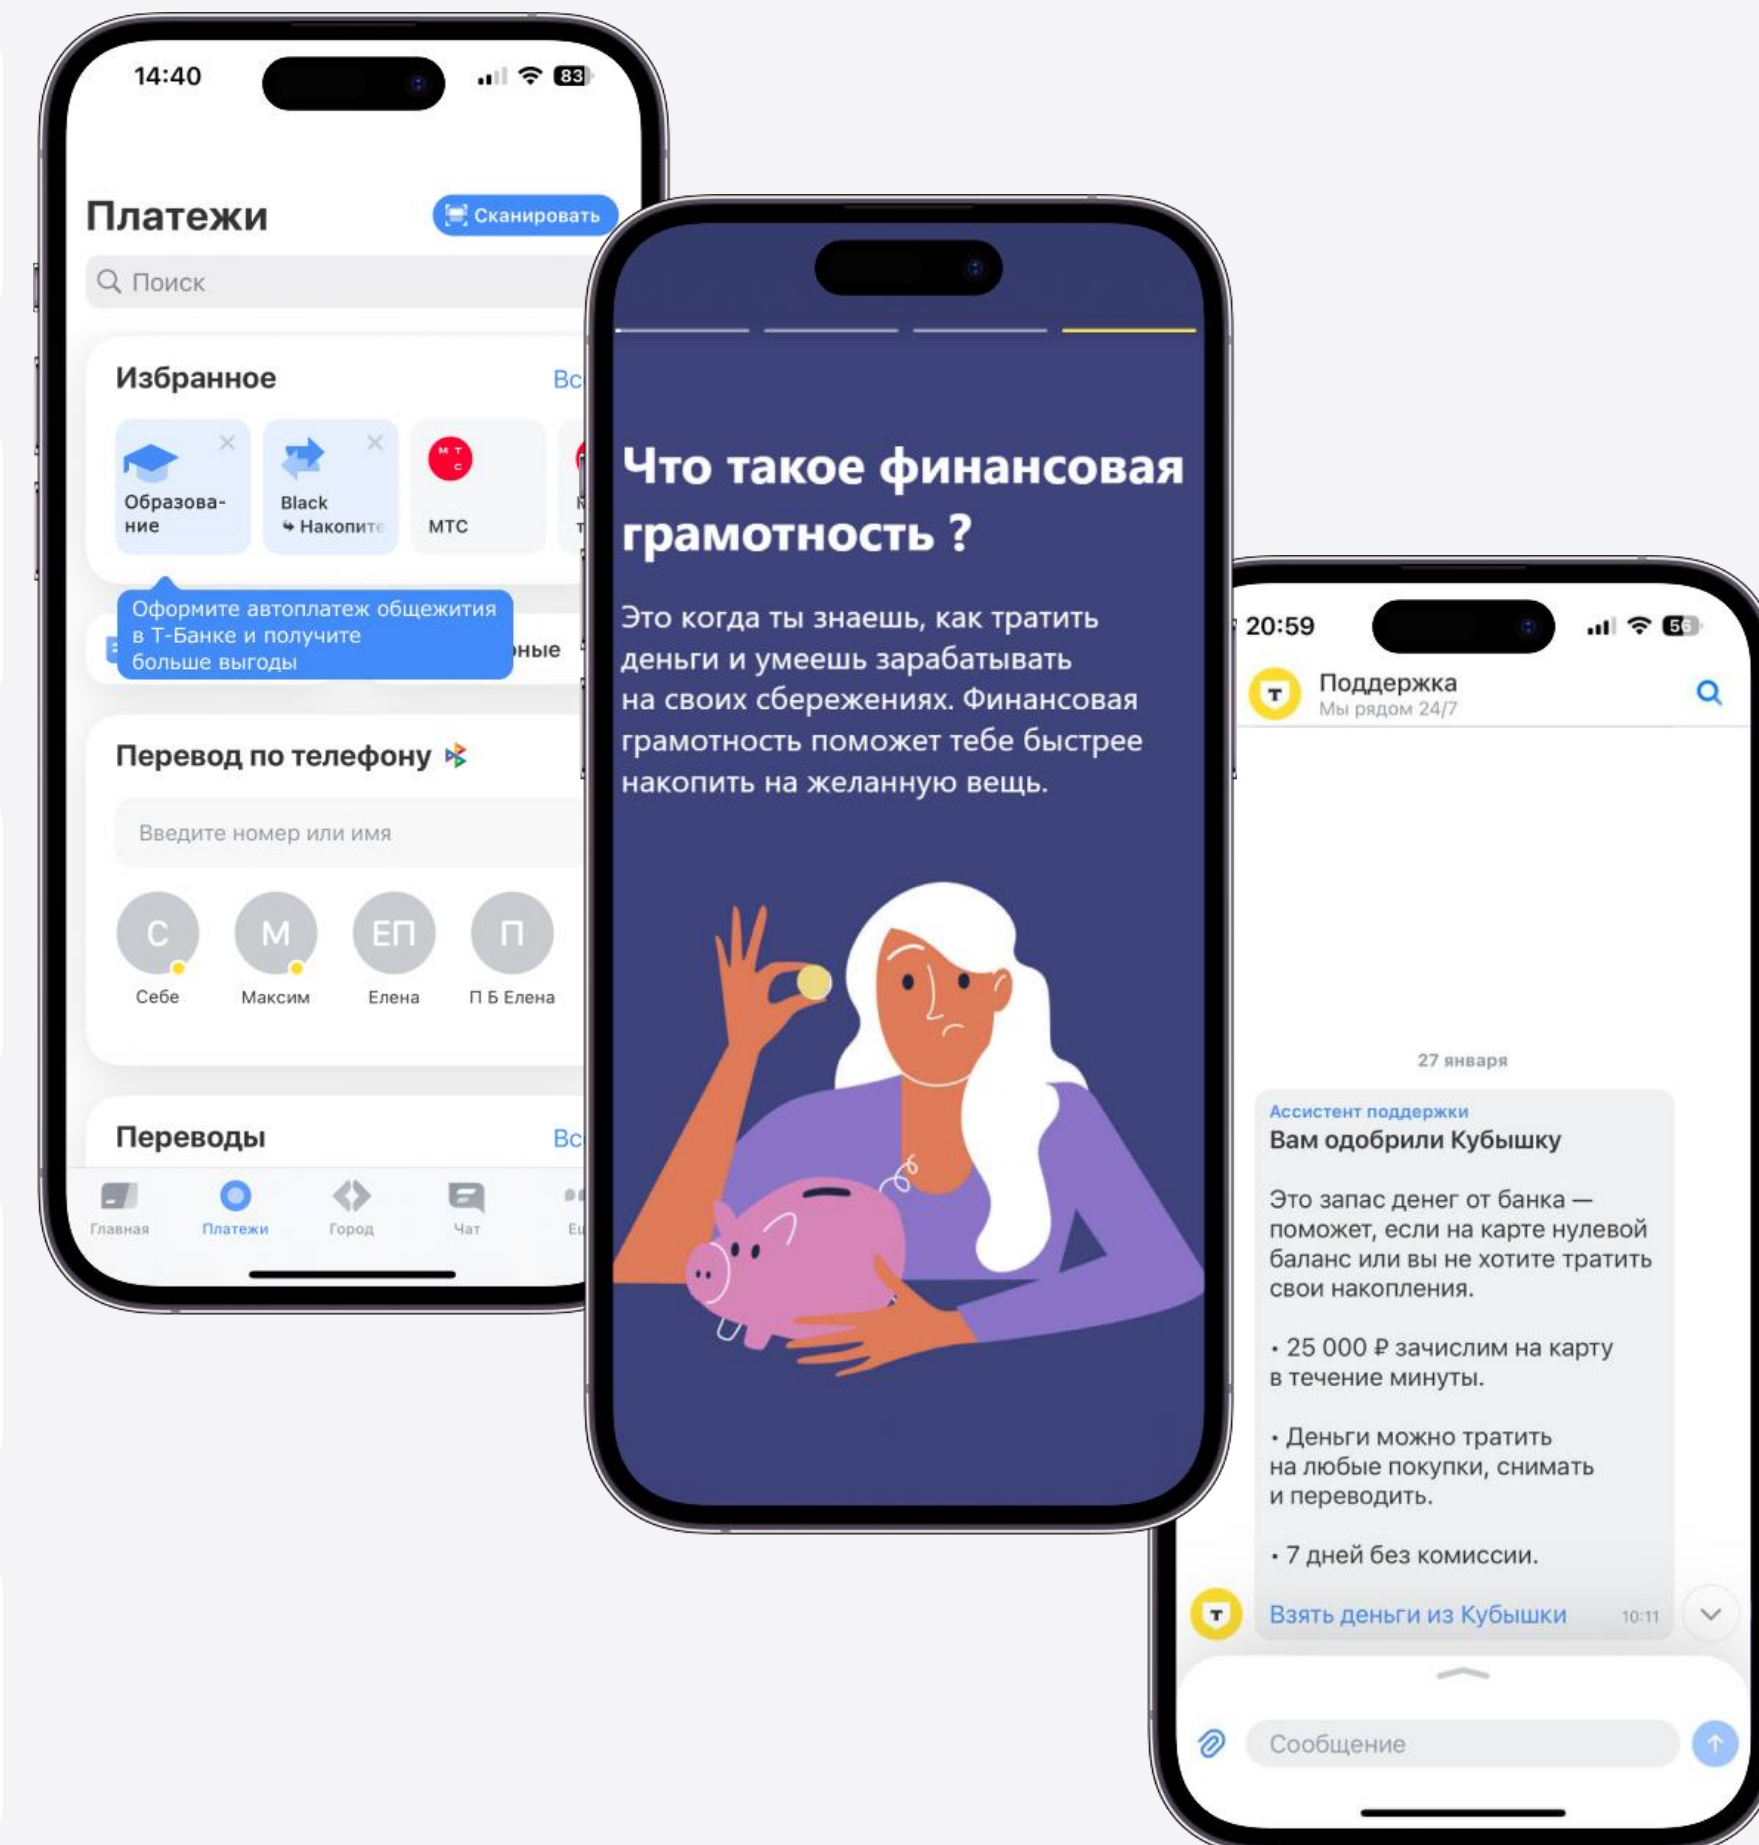 14:40
83
Платежи
Сканировать
Поиск
Избранное
Образова-
ние
Black
Накопите
МТС
МТС
Оформите автоплатеж общежития
в Т-Банке и получите
больше выгоды
Перевод по телефону
Введите номер или имя
С
М
ЕП
П
Себе
Максим
Елена
П Б Елена
Переводы
Главная
Платежи
Город
Чат
Что такое финансовая
грамотность ?
Это когда ты знаешь, как тратить
деньги и умеешь зарабатывать
на своих сбережениях. Финансовая
грамотность поможет тебе быстрее
накопить на желанную вещь.
20:59
56
Т
Поддержка
Мы рядом 24/7
27 января
Ассистент поддержки
Вам одобрили Кубышку
Это запас денег от банка —
поможет, если на карте нулевой
баланс или вы не хотите тратить
свои накопления.
• 25 000 ₽ зачислим на карту
в течение минуты.
• Деньги можно тратить
на любые покупки, снимать
и переводить.
• 7 дней без комиссии.
Т
Взять деньги из Кубышки
10:11
Сообщение